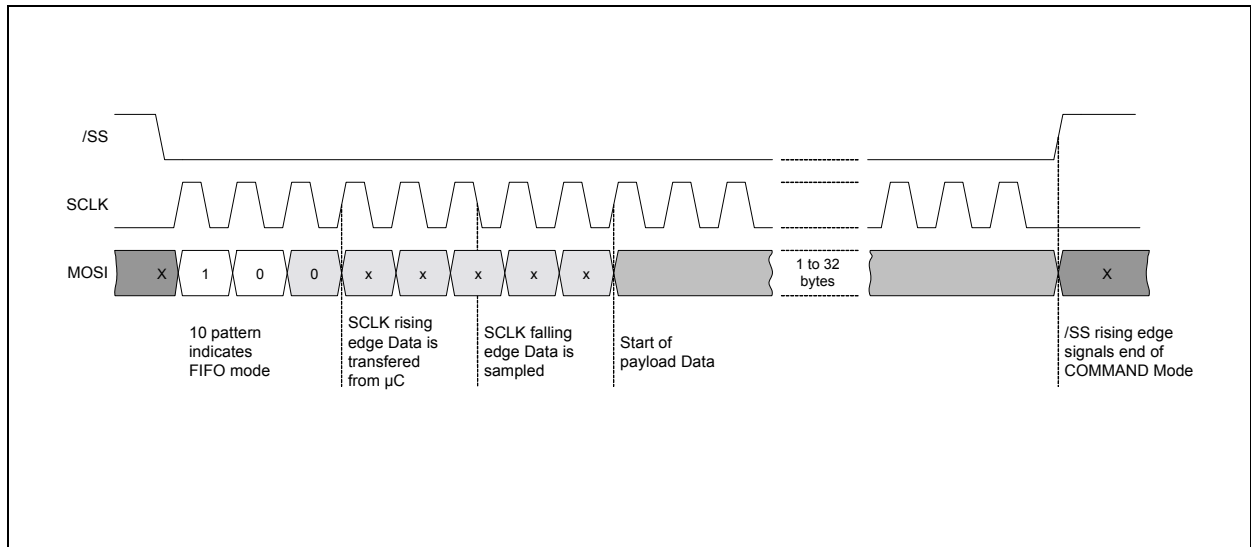 /SS
SCLK
MOSI
X 1 0 0 x x x x x X
1 to 32
bytes
10 pattern
indicates
FIFO mode
SCLK rising
edge Data is
transfered
from µC
SCLK falling
edge Data is
sampled
Start of
payload Data
/SS rising edge
signals end of
COMMAND Mode